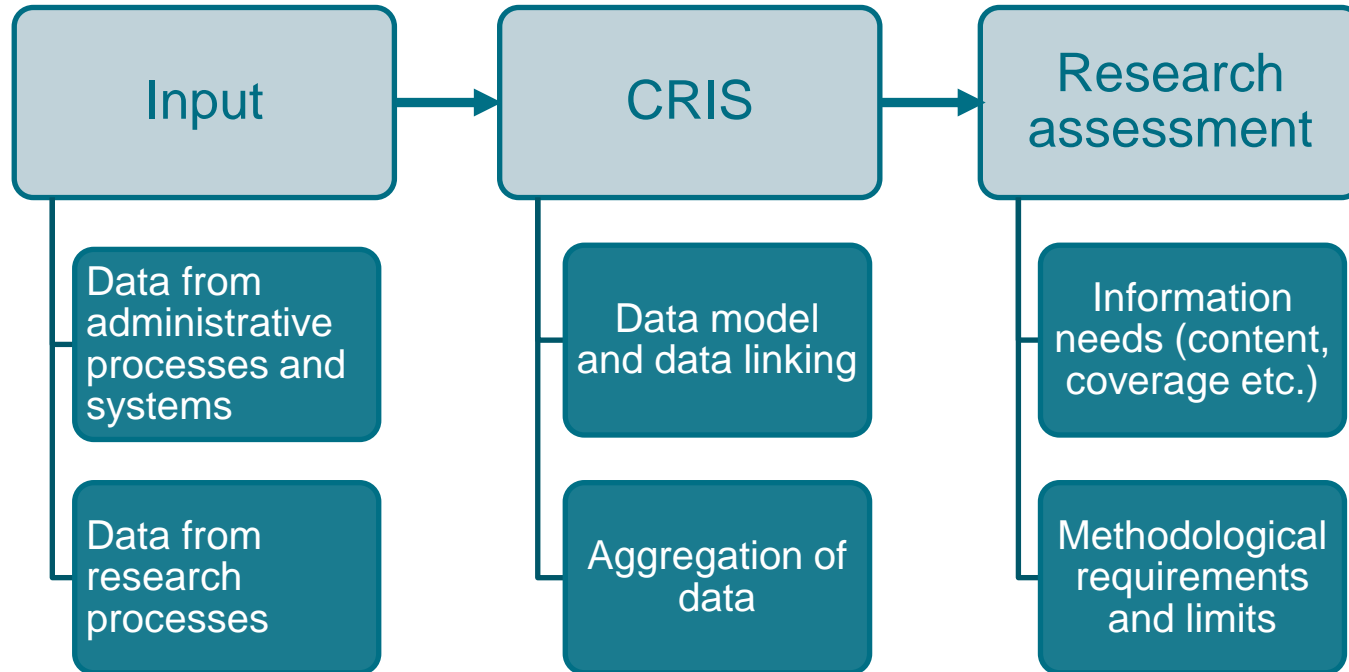 Input
CRIS
Research
assessment
Data from
administrative
processes and
systems
Data model
and data linking
Information
needs (content,
coverage etc.)
Data from
research
processes
Aggregation of
data
Methodological
requirements
and limits